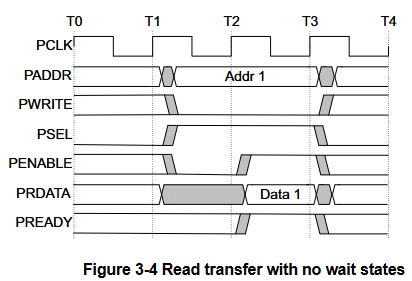 T0 T1 T2 T3 T4
PCLK
PADDR Addr 1
PWRITE
PSEL
PENABLE
PRDATA Data 1
PREADY
Figure 3-4 Read transfer with no wait states